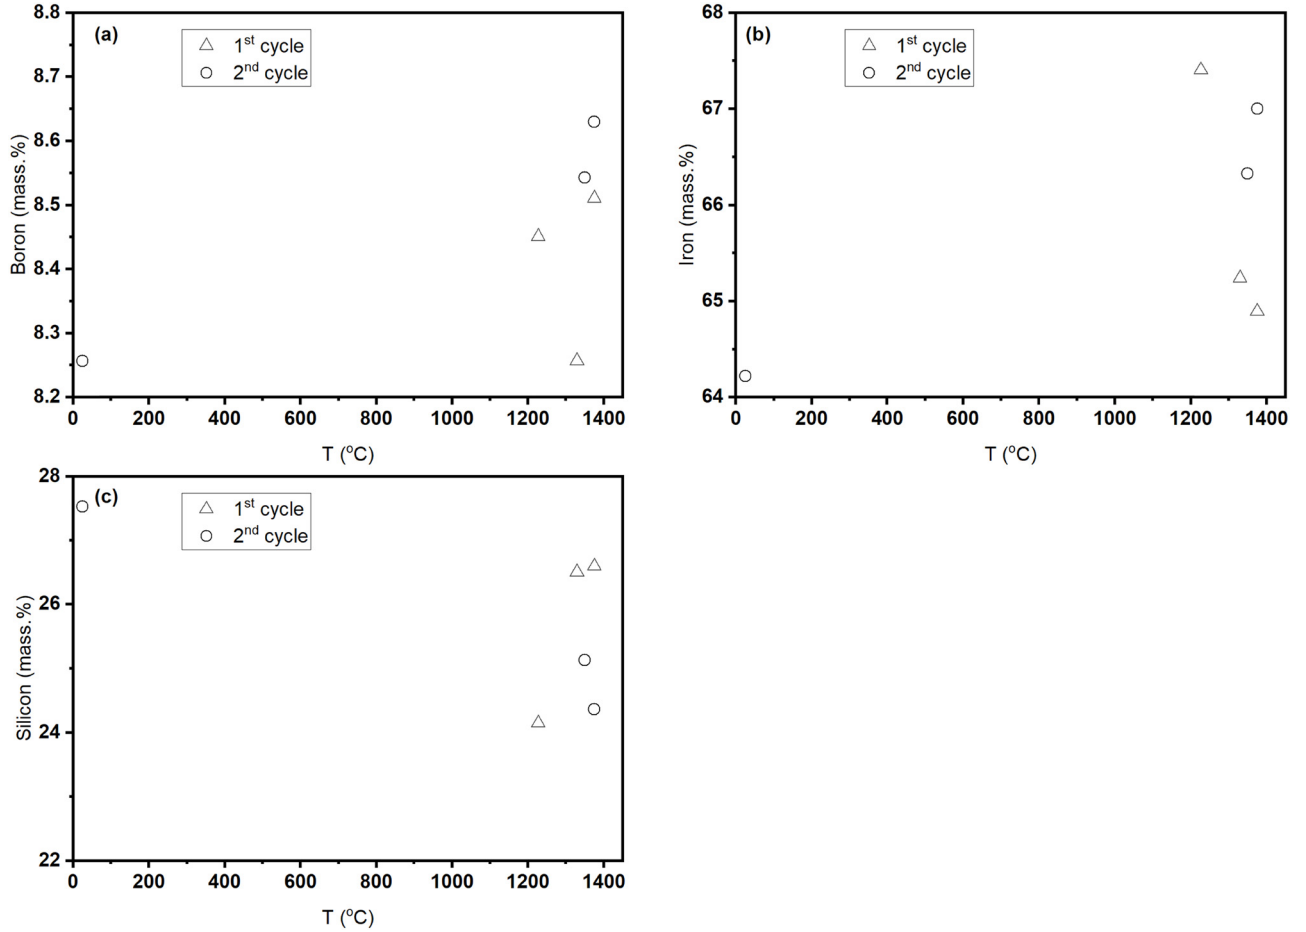 (a)
1st cycle
2nd cycle
8.8
8.7
8.6
8.5
8.4
8.3
8.2
Boron (mass.%)
0 200 400 600 800 1000 1200 1400
T (oC)
(b)
1st cycle
2nd cycle
68
67
66
65
64
Iron (mass.%)
0 200 400 600 800 1000 1200 1400
T (oC)
(c)
1st cycle
2nd cycle
28
26
24
22
Silicon (mass.%)
0 200 400 600 800 1000 1200 1400
T (oC)